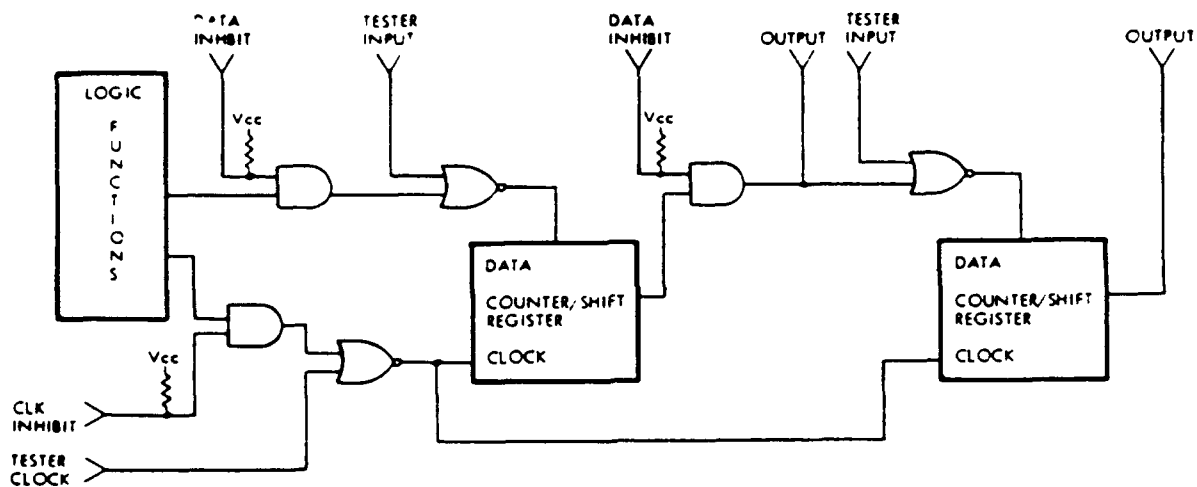 DATA
INHIBIT
TESTER
INPUT
DATA
INHIBIT
OUTPUT
TESTER
INPUT
OUTPUT
LOGIC
FUNCTIONS
Vcc
Vcc
DATA
COUNTER/SHIFT
REGISTER
CLOCK
DATA
COUNTER/SHIFT
REGISTER
CLOCK
Vcc
CLK
INHIBIT
TESTER
CLOCK